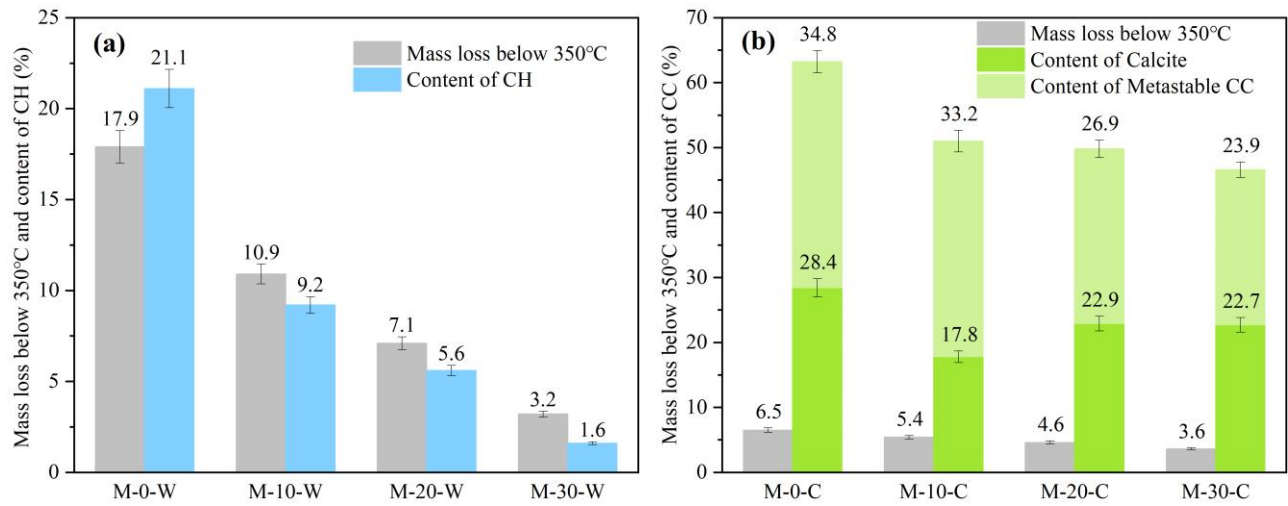 (a)
Mass loss below 350℃
Content of CH
Mass loss below 350℃ and content of CH (%)
25
20
15
10
5
0
17.9
21.1
10.9
9.2
7.1
5.6
3.2
1.6
M-0-W
M-10-W
M-20-W
M-30-W
(b)
Mass loss below 350℃
Content of Calcite
Content of Metastable CC
Mass loss below 350℃ and content of CC (%)
70
60
50
40
30
20
10
0
34.8
33.2
26.9
23.9
28.4
17.8
22.9
22.7
6.5
5.4
4.6
3.6
M-0-C
M-10-C
M-20-C
M-30-C